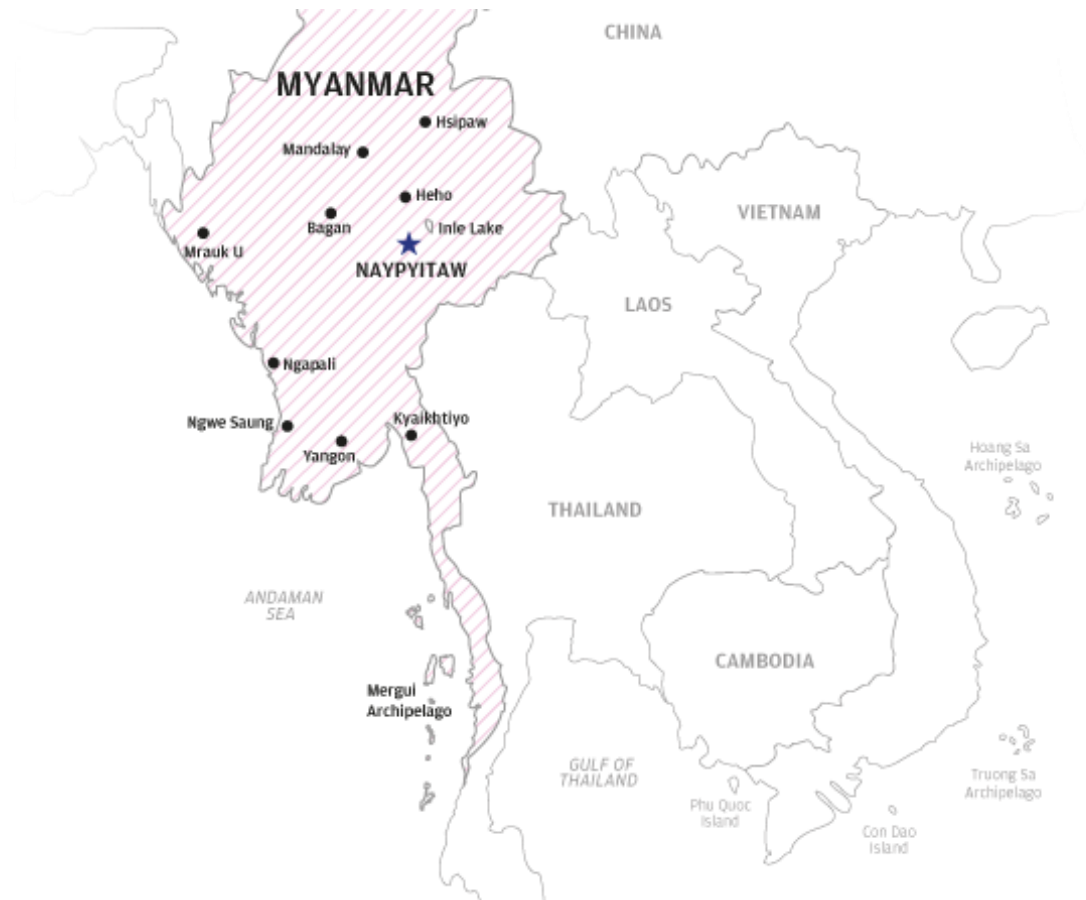 CHINA
MYANMAR
Hsipaw
Mandalay
Heho
VIETNAM
Bagan
Inle Lake
Mrauk U
NAYPYITAW
LAOS
Ngapali
Ngwe Saung
Kyaikhtiyo
Yangon
Hoang Sa
Archipelago
THAILAND
ANDAMAN
SEA
CAMBODIA
Mergui
Archipelago
GULF OF
THAILAND
Truong Sa
Archipelago
Phu Quoc
Island
Con Dao
Island